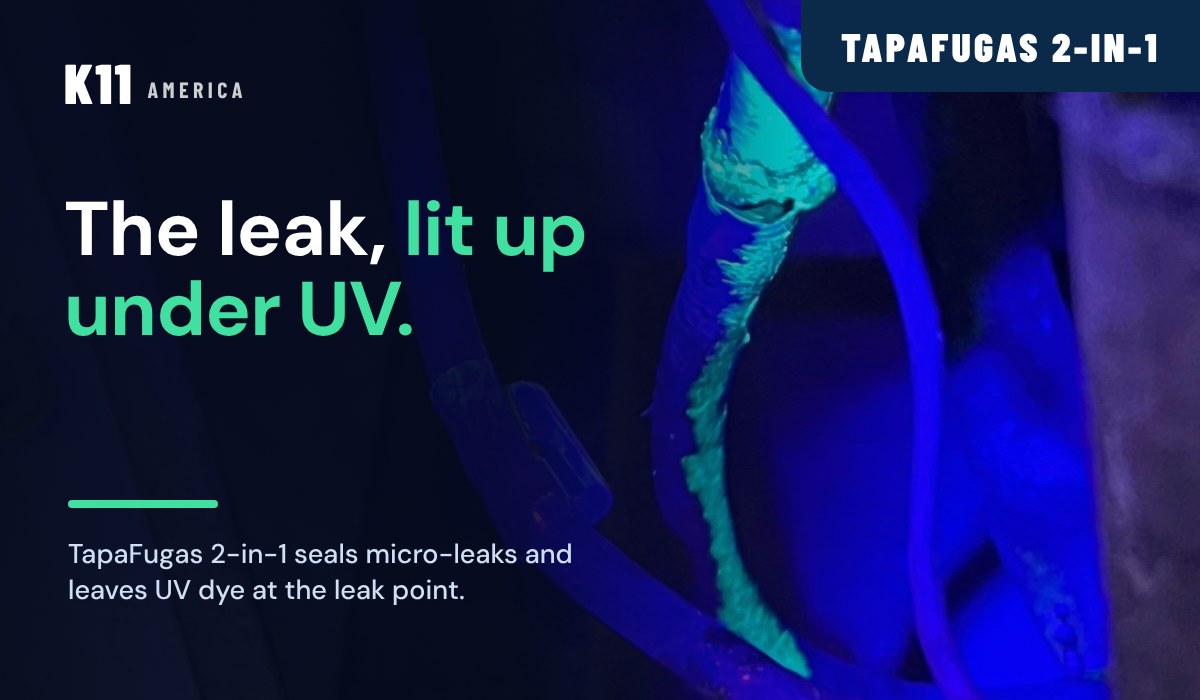 K11 AMERICA
TAPAFUGAS 2-IN-1
The leak, lit up
under UV.
TapaFugas 2-in-1 seals micro-leaks and
leaves UV dye at the leak point.